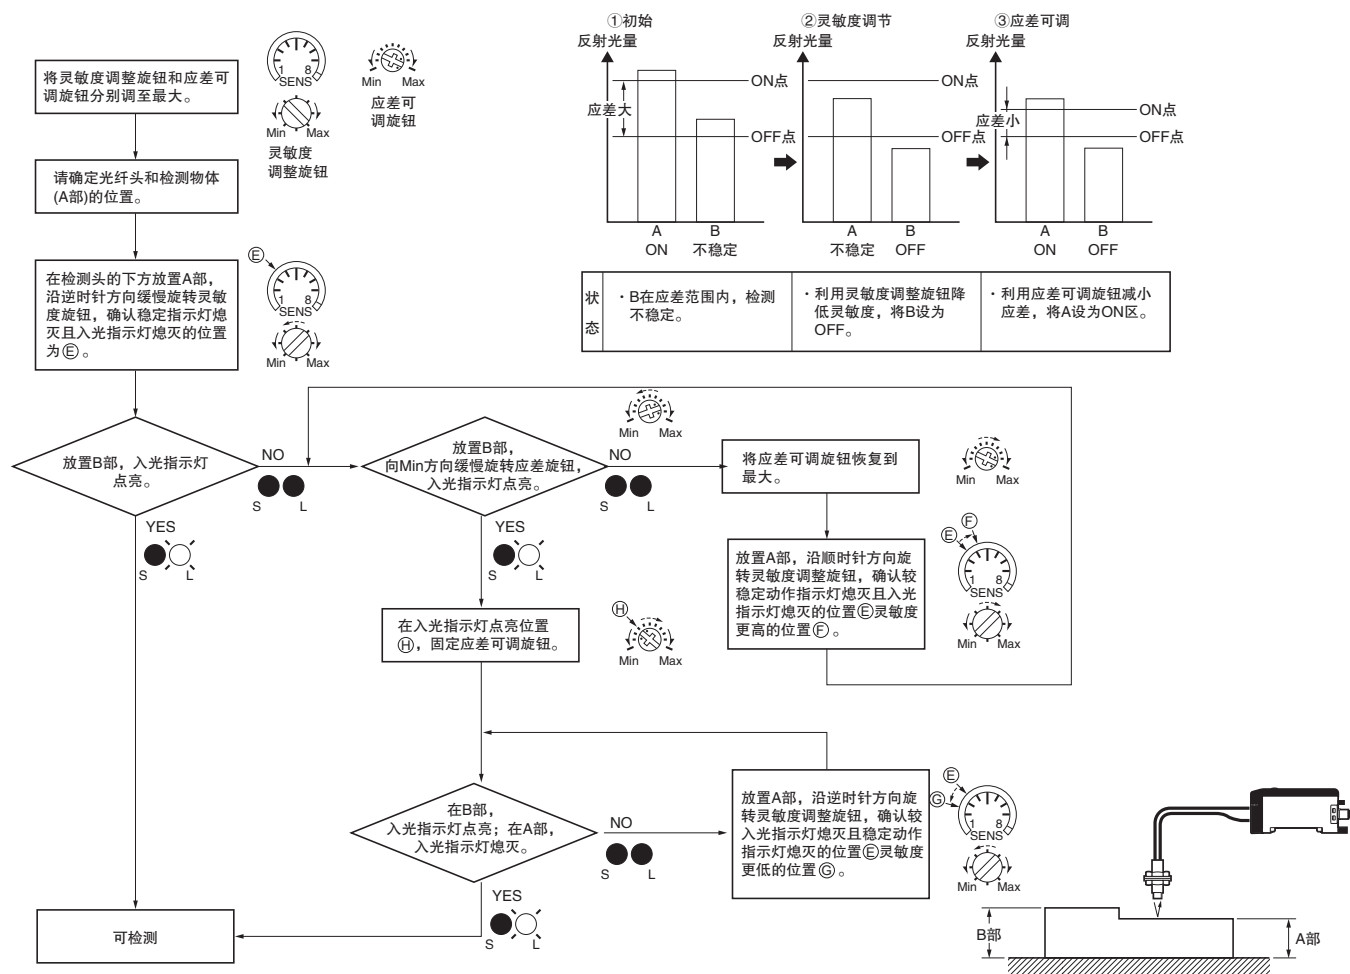 将灵敏度调整旋钮和应差可
调旋钮分别调至最大。
1 8
SENS
Min Max
灵敏度
调整旋钮
Min Max
应差可
调旋钮
请确定光纤头和检测物体
(A部)的位置。
在检测头的下方放置A部，
沿逆时针方向缓慢旋转灵敏
度旋钮，确认稳定指示灯熄
灭且入光指示灯熄灭的位置
为Ⓔ。
Ⓔ
1 8
SENS
Min Max
①初始
反射光量
应差大
ON点
OFF点
A B
ON 不稳定
②灵敏度调节
反射光量
ON点
OFF点
A B
不稳定 OFF
③应差可调
反射光量
应差小
ON点
OFF点
A B
ON OFF
状
态
・B在应差范围内，检测
不稳定。
・利用灵敏度调整旋钮降
低灵敏度，将B设为
OFF。
・利用应差可调旋钮减小
应差，将A设为ON区。
放置B部，入光指示灯
点亮。
NO
S L
YES
S L
放置B部，
向Min方向缓慢旋转应差旋钮，
入光指示灯点亮。
Min Max
NO
S L
YES
S L
将应差可调旋钮恢复到
最大。
Min Max
放置A部，沿顺时针方向旋
转灵敏度调整旋钮，确认较
稳定动作指示灯熄灭且入光
指示灯熄灭的位置Ⓔ灵敏度
更高的位置Ⓕ。
Ⓔ Ⓕ
1 8
SENS
Min Max
在入光指示灯点亮位置
Ⓗ，固定应差可调旋钮。
Ⓗ
Min Max
在B部，
入光指示灯点亮；在A部，
入光指示灯熄灭。
NO
S L
YES
S L
放置A部，沿逆时针方向旋
转灵敏度调整旋钮，确认较
入光指示灯熄灭且稳定动作
指示灯熄灭的位置Ⓔ灵敏度
更低的位置Ⓖ。
Ⓔ
Ⓖ
1 8
SENS
Min Max
可检测
B部
A部